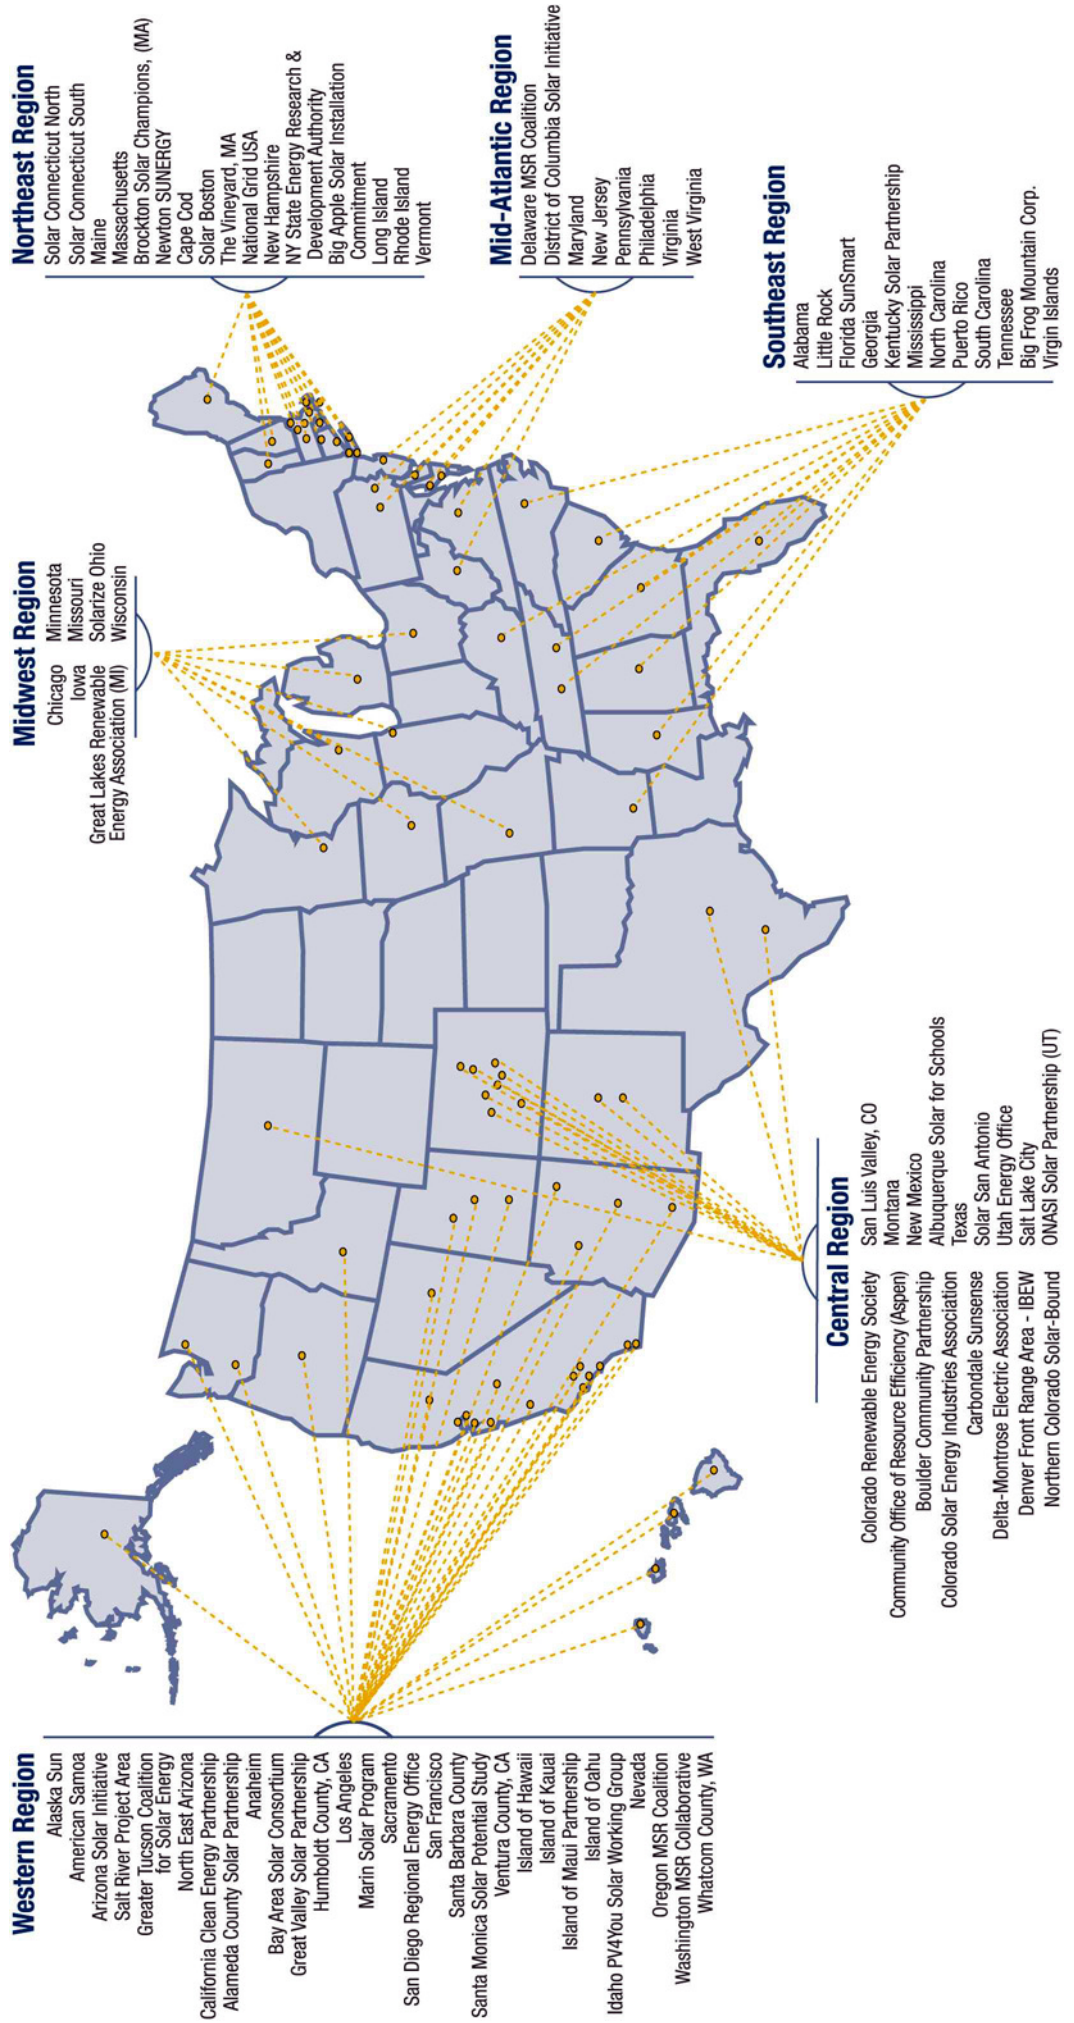 Western Region
Alaska Sun
American Samoa
Arizona Solar Initiative
Salt River Project Area
Greater Tucson Coalition
for Solar Energy
North East Arizona
California Clean Energy Partnership
Alameda County Solar Partnership
Anaheim
Bay Area Solar Consortium
Great Valley Solar Partnership
Humboldt County, CA
Los Angeles
Marin Solar Program
Sacramento
San Diego Regional Energy Office
San Francisco
Santa Barbara County
Santa Monica Solar Potential Study
Ventura County, CA
Island of Hawaii
Island of Kauai
Island of Maui Partnership
Island of Oahu
Idaho PV4You Solar Working Group
Nevada
Oregon MSR Coalition
Washington MSR Collaborative
Whatcom County, WA
Central Region
Colorado Renewable Energy Society
Community Office of Resource Efficiency (Aspen)
Boulder Community Partnership
Colorado Solar Energy Industries Association
Carbondale Sunsense
Delta-Montrose Electric Association
Denver Front Range Area - IBEW
Northern Colorado Solar-Bound
San Luis Valley, CO
Montana
New Mexico
Albuquerque Solar for Schools
Texas
Solar San Antonio
Utah Energy Office
Salt Lake City
ONASI Solar Partnership (UT)
Midwest Region
Chicago
Iowa
Great Lakes Renewable
Energy Association (MI)
Minnesota
Missouri
Solarize Ohio
Wisconsin
Northeast Region
Solar Connecticut North
Solar Connecticut South
Maine
Massachusetts
Brockton Solar Champions, (MA)
Newton SUNERGY
Cape Cod
Solar Boston
The Vineyard, MA
National Grid USA
New Hampshire
NY State Energy Research &
Development Authority
Big Apple Solar Installation
Commitment
Long Island
Rhode Island
Vermont
Mid-Atlantic Region
Delaware MSR Coalition
District of Columbia Solar Initiative
Maryland
New Jersey
Pennsylvania
Philadelphia
Virginia
West Virginia
Southeast Region
Alabama
Little Rock
Florida SunSmart
Georgia
Kentucky Solar Partnership
Mississippi
North Carolina
Puerto Rico
South Carolina
Tennessee
Big Frog Mountain Corp.
Virgin Islands